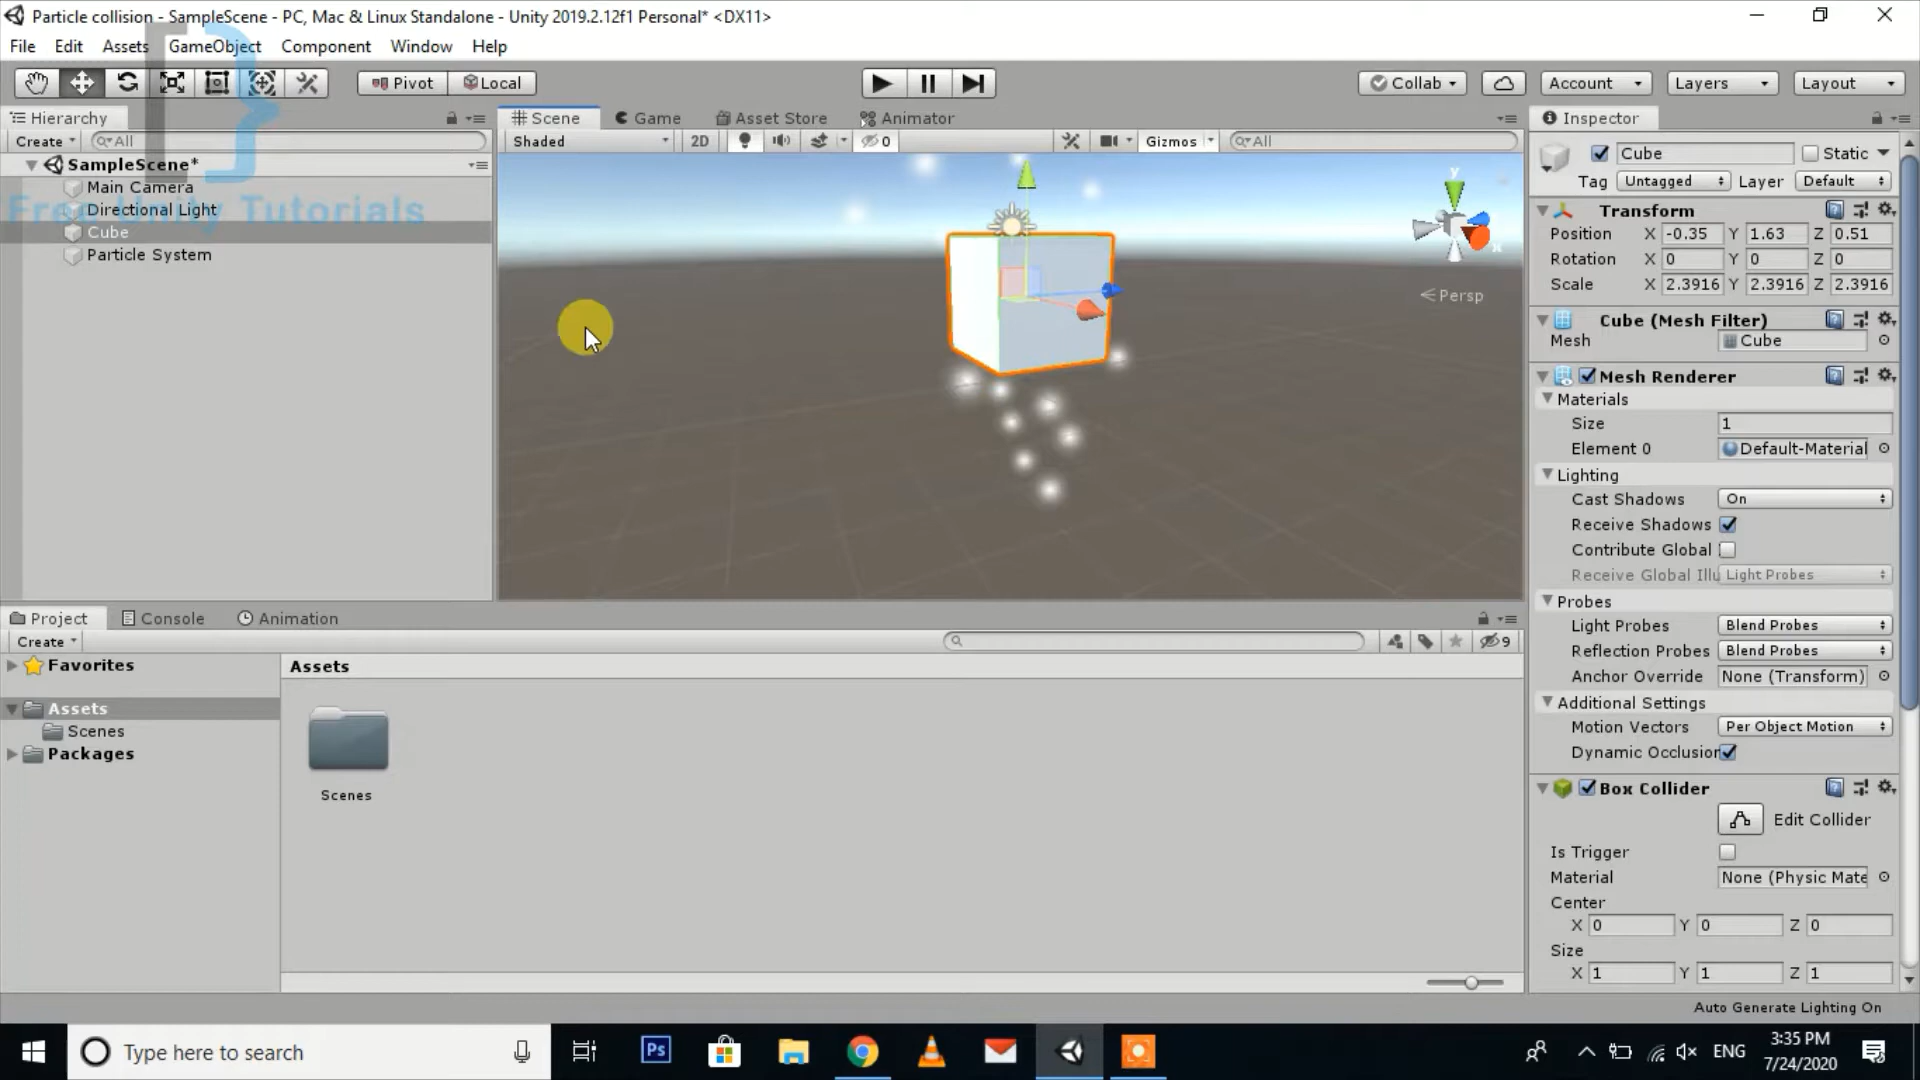 Particle collision - SampleScene - PC, Mac & Linux Standalone - Unity 2019.2.12f1 Personal* <DX11>
File Edit Assets GameObject Component Window Help
Pivot Local Collab Account Layers Layout
Hierarchy
Create All
SampleScene*
Main Camera
Directional Light
Cube
Particle System
Free Unity Tutorials
Scene Game Asset Store Animator
Shaded 2D 0 Gizmos All
y
x
Persp
Inspector
Cube Static
Tag Untagged Layer Default
Transform
Position X -0.35 Y 1.63 Z 0.51
Rotation X 0 Y 0 Z 0
Scale X 2.3916 Y 2.3916 Z 2.3916
Cube (Mesh Filter)
Mesh Cube
Mesh Renderer
Materials
Size 1
Element 0 Default-Material
Lighting
Cast Shadows On
Receive Shadows
Contribute Global
Receive Global Illu Light Probes
Probes
Light Probes Blend Probes
Reflection Probes Blend Probes
Anchor Override None (Transform)
Additional Settings
Motion Vectors Per Object Motion
Dynamic Occlusion
Box Collider
Edit Collider
Is Trigger
Material None (Physic Mate
Center
X 0 Y 0 Z 0
Size
X 1 Y 1 Z 1
Project Console Animation
Create 9
Favorites
Assets
Scenes
Packages
Assets
Scenes
Auto Generate Lighting On
Type here to search
Ps
ENG
3:35 PM
7/24/2020